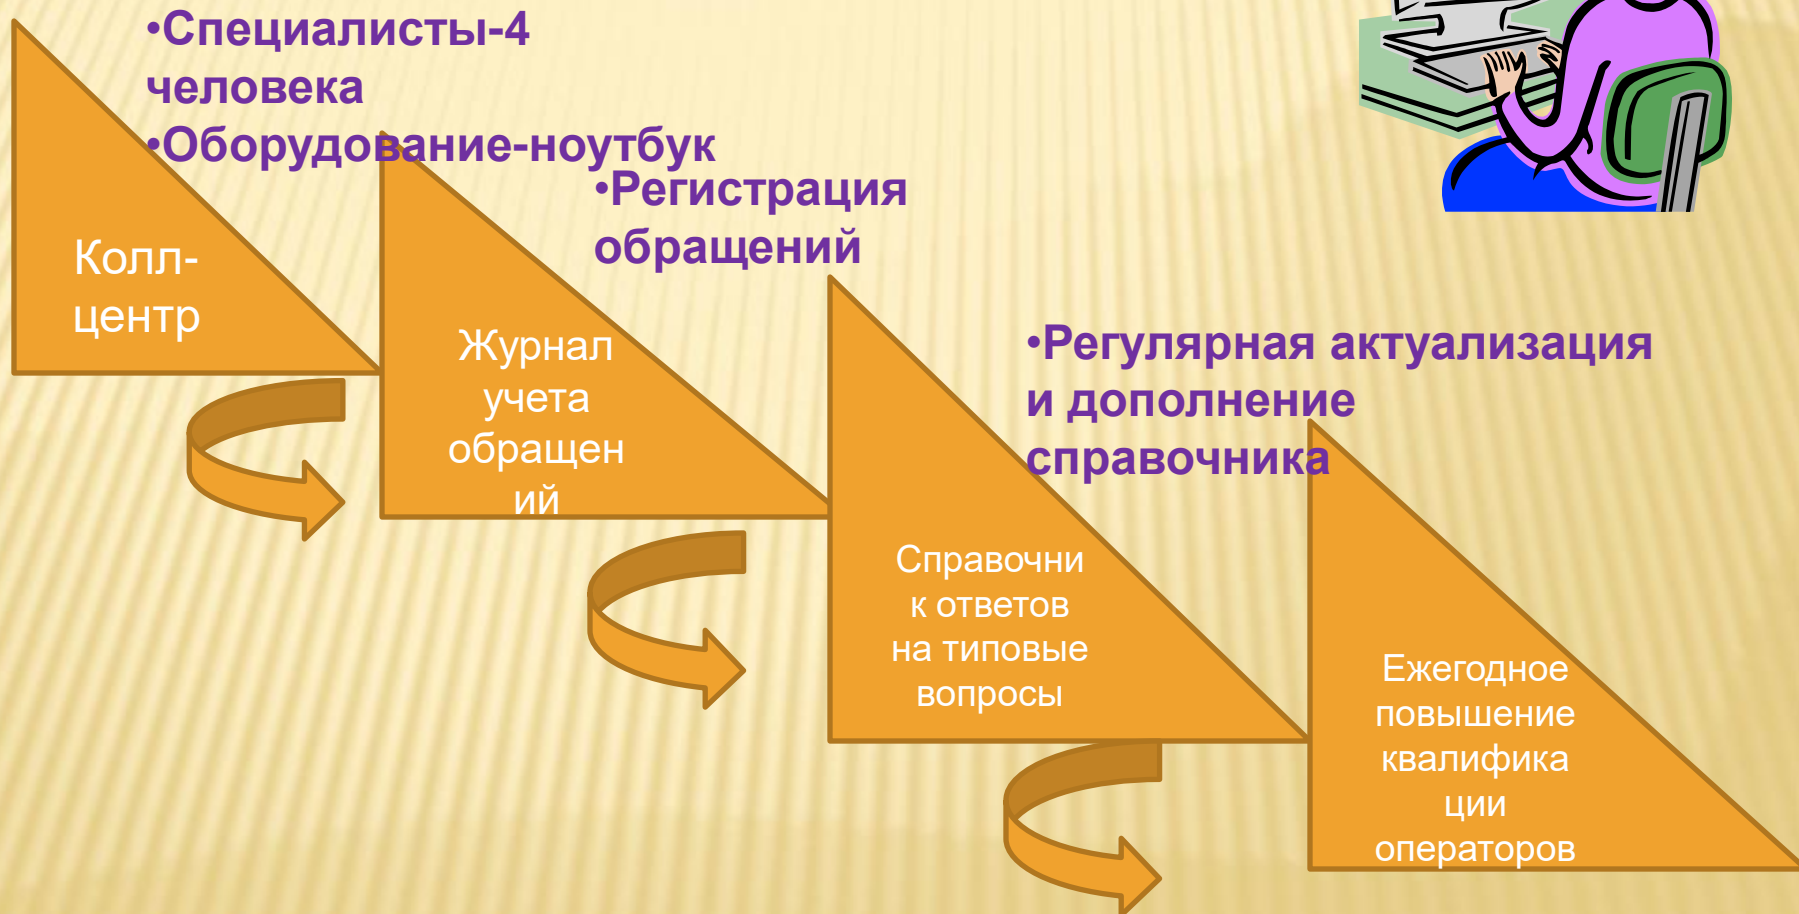 •Специалисты-4
человека
•Оборудование-ноутбук
Колл-
центр
•Регистрация
обращений
Журнал
учета
обращен
ий
•Регулярная актуализация
и дополнение
справочника
Справочни
к ответов
на типовые
вопросы
Ежегодное
повышение
квалифика
ции
операторов